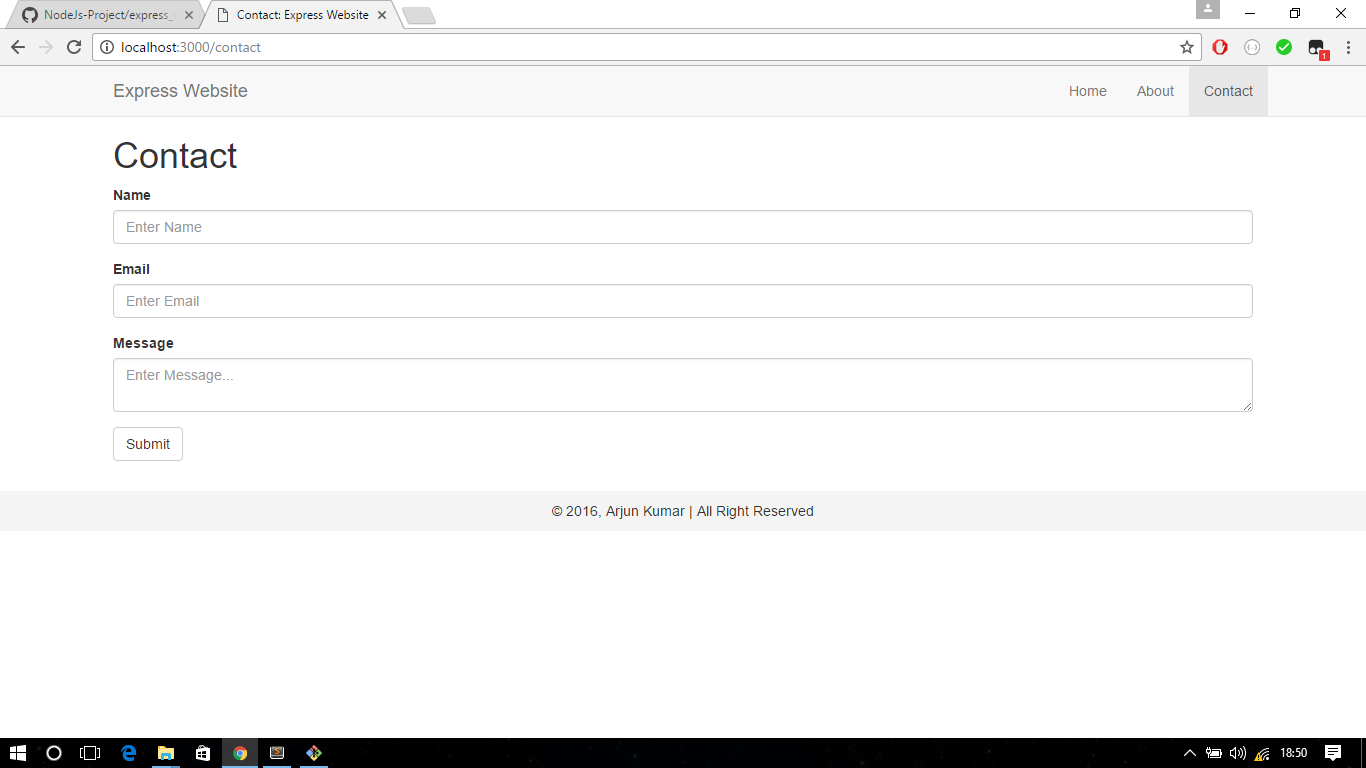 NodeJs-Project/express_
Contact: Express Website
localhost:3000/contact
1
Express Website
Home
About
Contact
Contact
Name
Enter Name
Email
Enter Email
Message
Enter Message...
Submit
© 2016, Arjun Kumar | All Right Reserved
18:50